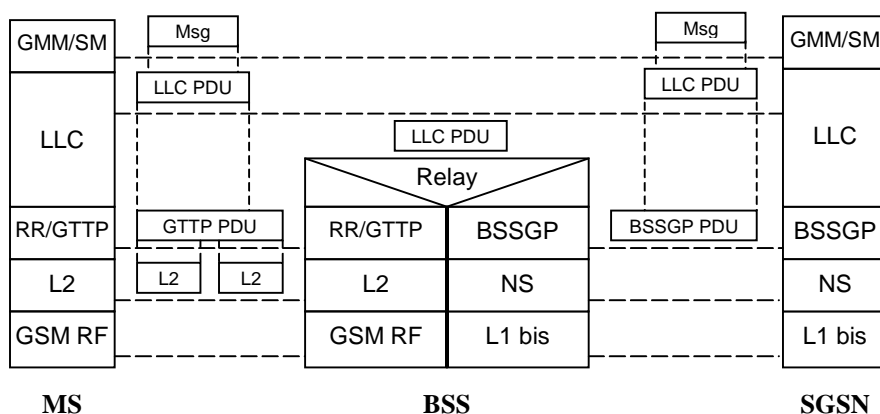 GMM/SM Msg Msg GMM/SM
LLC PDU LLC PDU
LLC LLC PDU LLC
Relay
RR/GTTP GTTP PDU RR/GTTP BSSGP BSSGP PDU BSSGP
L2 L2 L2 L2 NS NS
GSM RF GSM RF L1 bis L1 bis
MS BSS SGSN